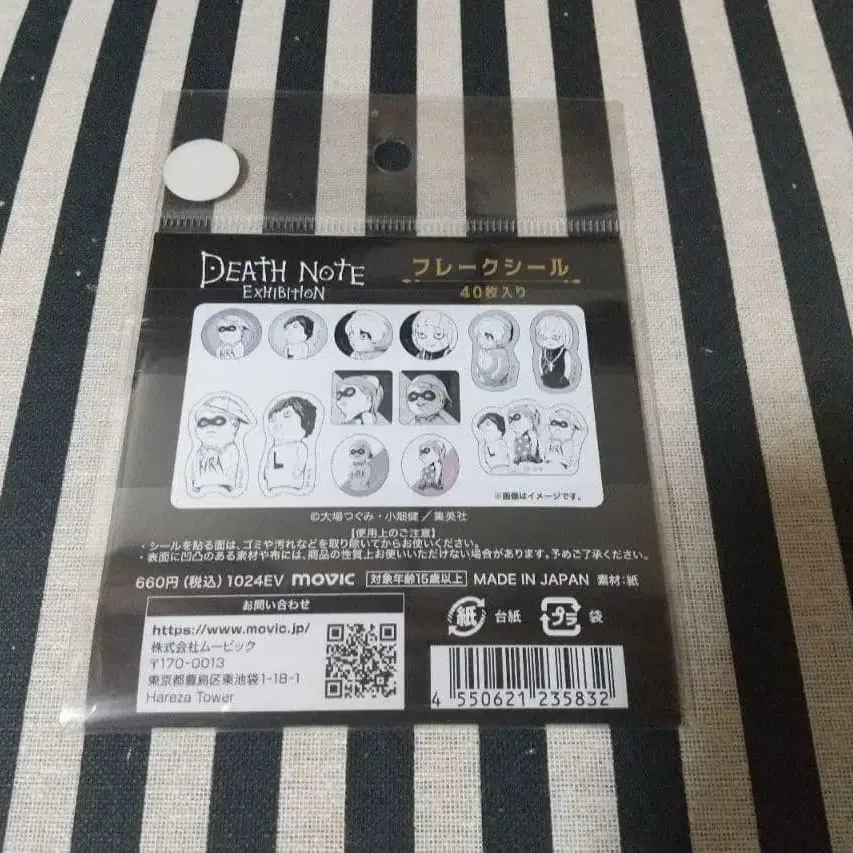 DEATH NOTE
EXHIBITION
フレークシール
40枚入り
KIRA
L
KIRA
L
L
※画像はイメージです。
©大場つぐみ・小畑健／集英社
【使用上のご注意】
・シールを貼る面は、ゴミや汚れなどを取り除いてからお使いください。
・表面に凹凸のある素材や布には、商品の性質上お使いいただけない場合があります。予めご了承ください。
660円(税込) 1024EV movic 対象年齢15歳以上 MADE IN JAPAN 素材：紙
お問い合わせ
https://www.movic.jp/
株式会社ムービック
〒170-0013
東京都豊島区東池袋1-18-1
Hareza Tower
紙 台紙
プラ 袋
4 550621 235832